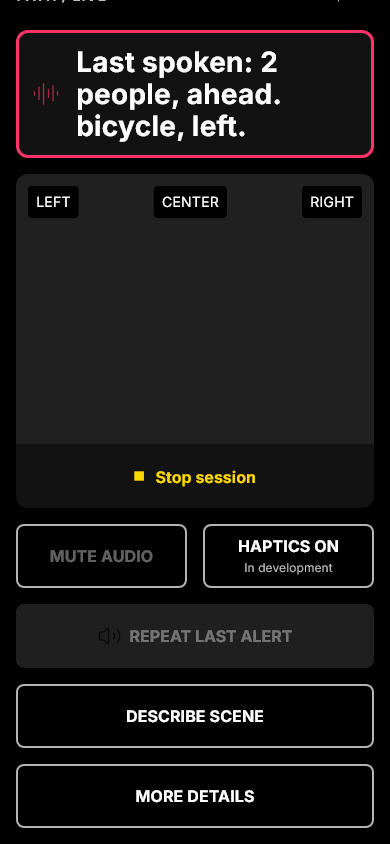 Last spoken: 2
people, ahead.
bicycle, left.
LEFT
CENTER
RIGHT
Stop session
MUTE AUDIO
HAPTICS ON
In development
REPEAT LAST ALERT
DESCRIBE SCENE
MORE DETAILS